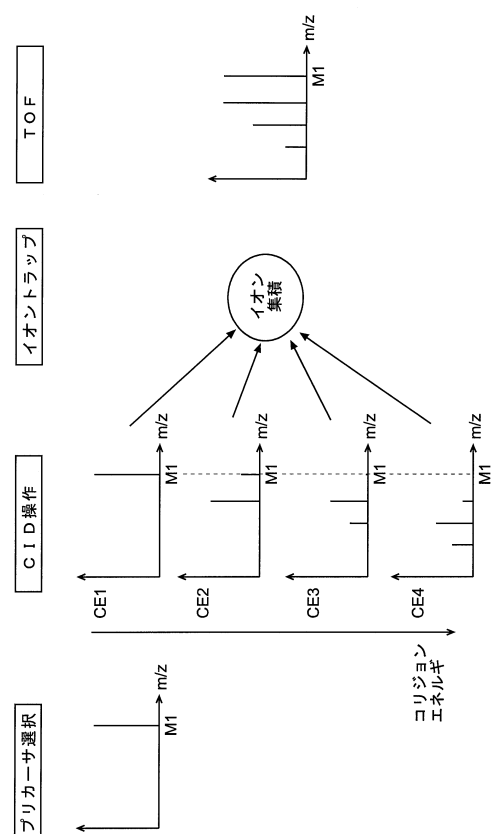 プリカーサ選択
ＣＩＤ操作
イオントラップ
ＴＯＦ
M1
m/z
コリジョン
エネルギ
CE1
M1
m/z
CE2
M1
m/z
CE3
M1
m/z
CE4
M1
m/z
イオン
集積
M1
m/z